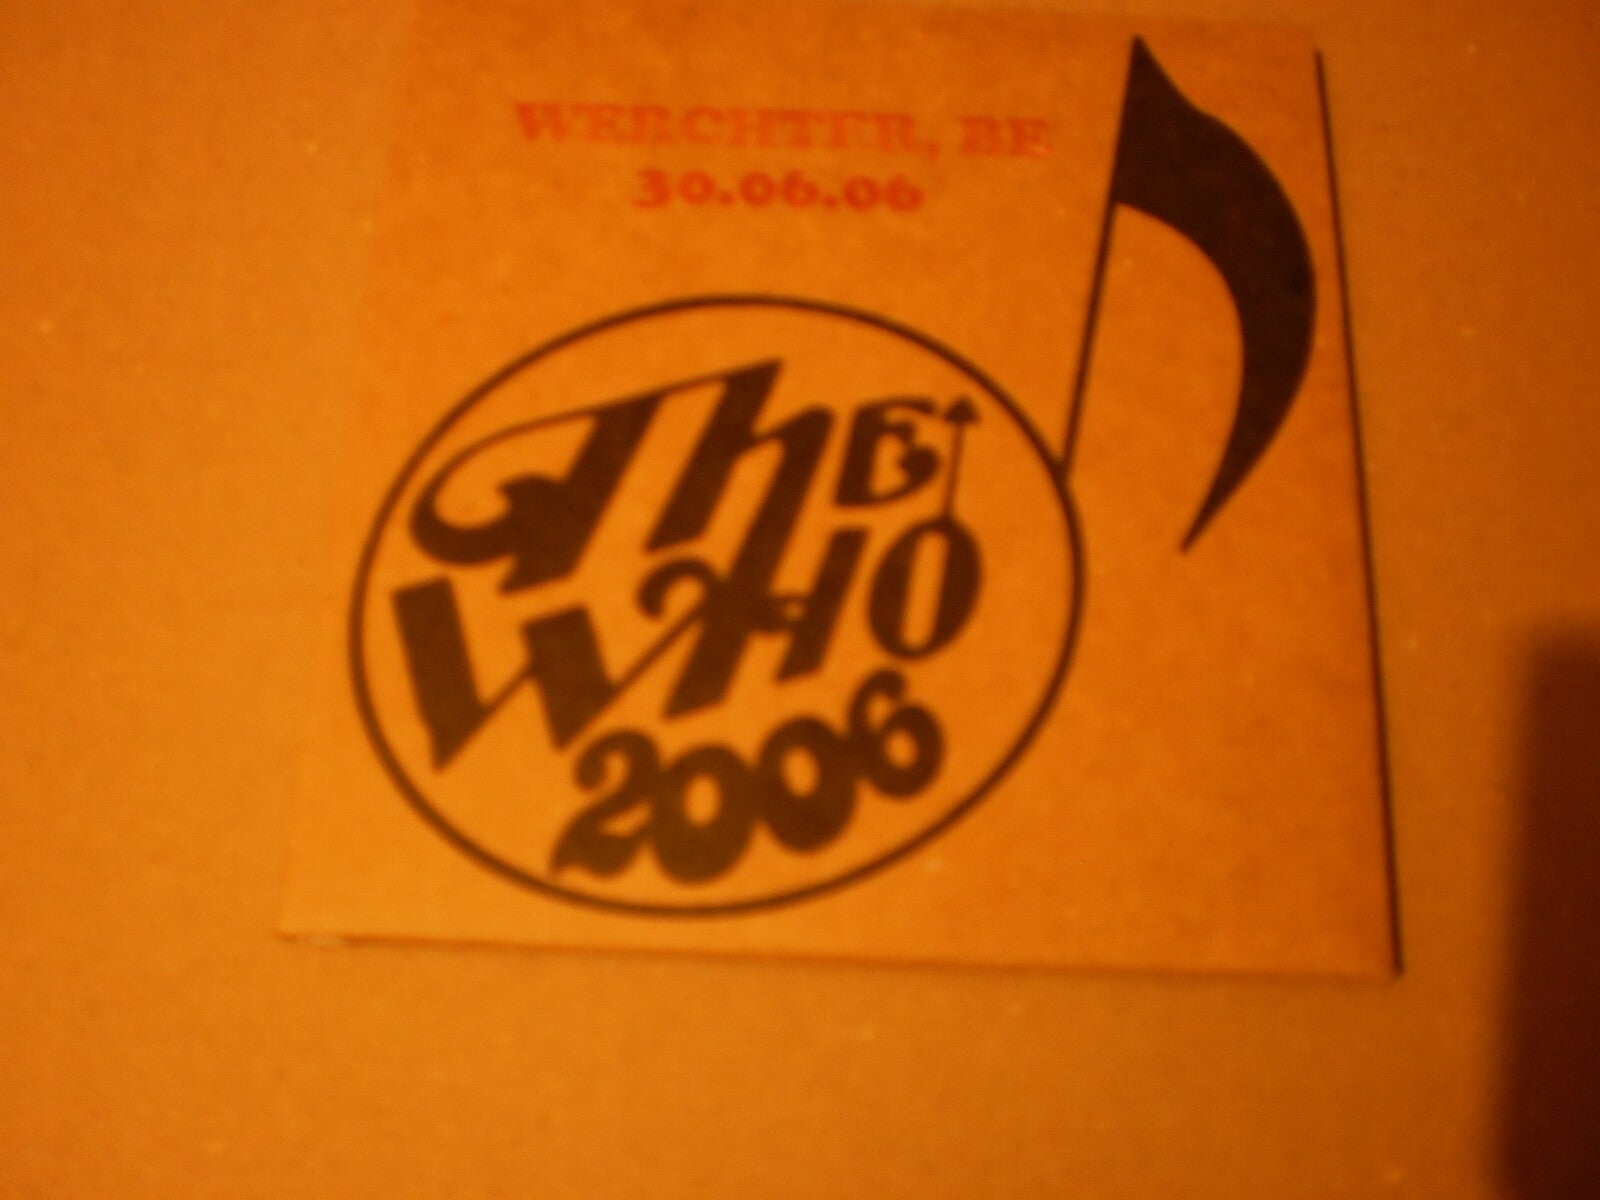 WERCHTER, BE
30.06.06
The
WHO
2006